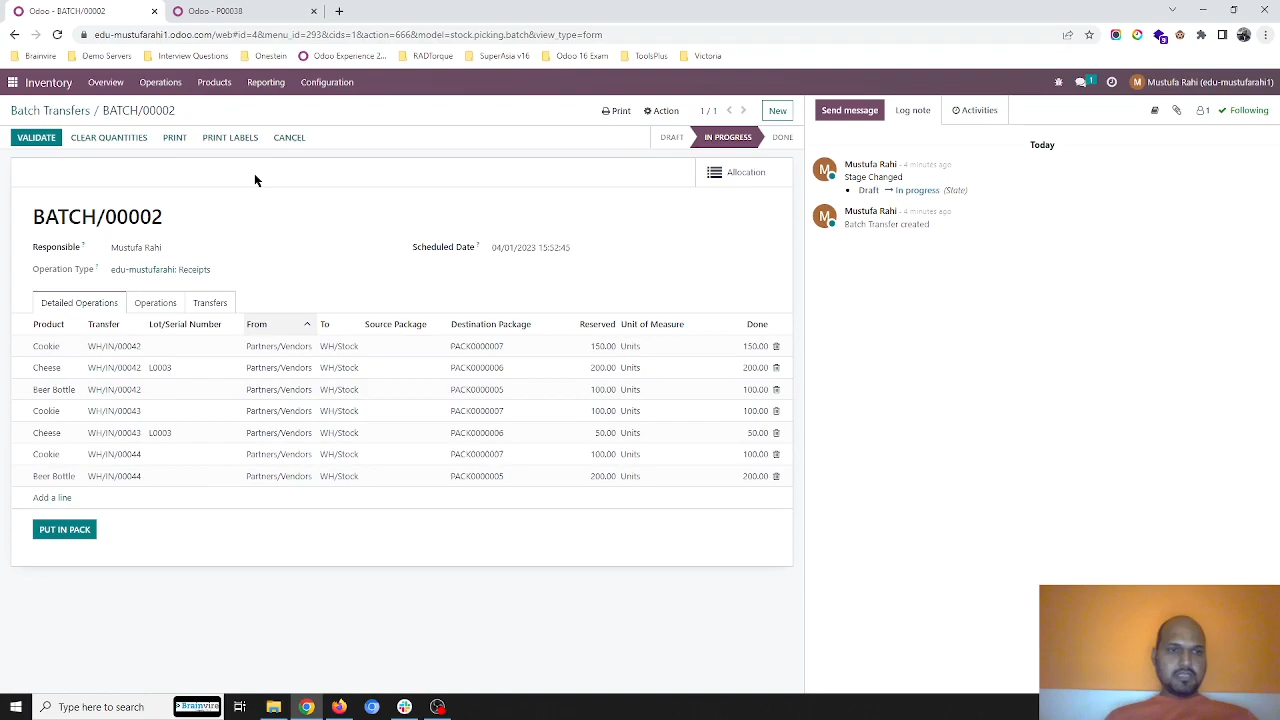 Odoo - BATCH/00002
Odoo - P00038
edu-mustufarahi1.odoo.com/web#id=4&menu_id=293&cids=1&action=666&model=stock.picking.batch&view_type=form
Brainvire Demo Servers Interview Questions Onestein Odoo Experience 2... RADTorque SuperAsia v16 Odoo 16 Exam ToolsPlus Victoria
Inventory Overview Operations Products Reporting Configuration
1 Mustufa Rahi (edu-mustufarahi1)
Batch Transfers / BATCH/00002
Print Action 1 / 1 New
Send message Log note Activities 1 Following
VALIDATE CLEAR QUANTITIES PRINT PRINT LABELS CANCEL
DRAFT IN PROGRESS DONE
Today
Allocation
Mustufa Rahi - 4 minutes ago
Stage Changed
Draft → In progress (State)
Mustufa Rahi - 4 minutes ago
Batch Transfer created
BATCH/00002
Responsible ? Mustufa Rahi
Scheduled Date ? 04/01/2023 15:52:45
Operation Type ? edu-mustufarahi: Receipts
Detailed Operations Operations Transfers
Product Transfer Lot/Serial Number From To Source Package Destination Package Reserved Unit of Measure Done
Cookie WH/IN/00042 Partners/Vendors WH/Stock PACK0000007 150.00 Units 150.00
Cheese WH/IN/00042 L0003 Partners/Vendors WH/Stock PACK0000006 200.00 Units 200.00
Beer Bottle WH/IN/00042 Partners/Vendors WH/Stock PACK0000005 100.00 Units 100.00
Cookie WH/IN/00043 Partners/Vendors WH/Stock PACK0000007 100.00 Units 100.00
Cheese WH/IN/00043 L0003 Partners/Vendors WH/Stock PACK0000006 50.00 Units 50.00
Cookie WH/IN/00044 Partners/Vendors WH/Stock PACK0000007 100.00 Units 100.00
Beer Bottle WH/IN/00044 Partners/Vendors WH/Stock PACK0000005 200.00 Units 200.00
Add a line
PUT IN PACK
Type here to search
Brainvire